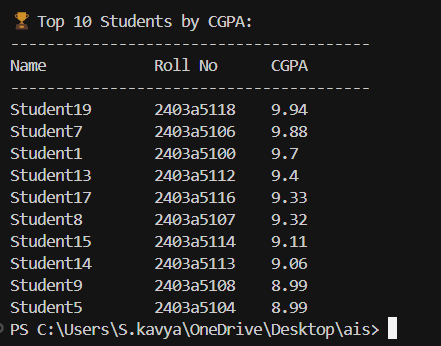 🏆 Top 10 Students by CGPA:
----------------------------------------
Name            Roll No      CGPA
----------------------------------------
Student19       2403a5118    9.94
Student7        2403a5106    9.88
Student1        2403a5100    9.7
Student13       2403a5112    9.4
Student17       2403a5116    9.33
Student8        2403a5107    9.32
Student15       2403a5114    9.11
Student14       2403a5113    9.06
Student9        2403a5108    8.99
Student5        2403a5104    8.99
PS C:\Users\S.kavya\OneDrive\Desktop\ais>